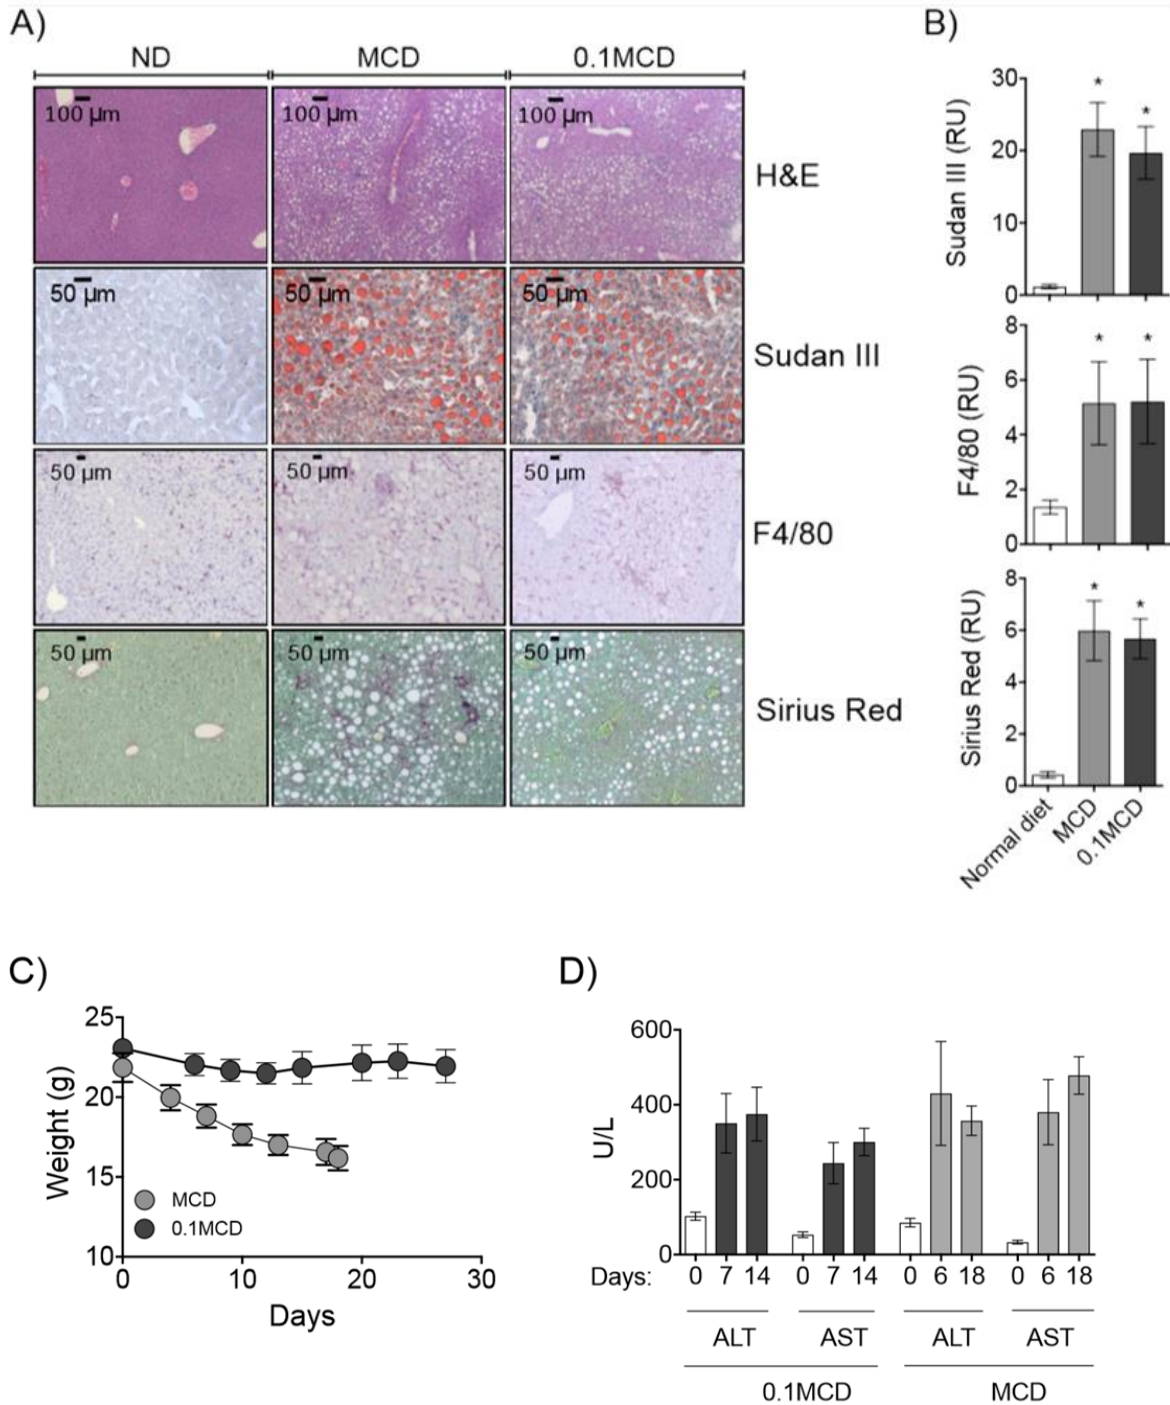 A)
ND MCD 0.1MCD
100 µm 100 µm 100 µm
H&E
50 µm 50 µm 50 µm
Sudan III
50 µm 50 µm 50 µm
F4/80
50 µm 50 µm 50 µm
Sirius Red
B)
Sudan III (RU)
30
20
10
0
* *
F4/80 (RU)
8
6
4
2
0
* *
Sirius Red (RU)
8
6
4
2
0
* *
Normal diet MCD 0.1MCD
C)
Weight (g)
25
20
15
10
MCD
0.1MCD
0 10 20 30
Days
D)
U/L
600
400
200
0
Days: 0 7 14 0 7 14 0 6 18 0 6 18
ALT AST ALT AST
0.1MCD MCD